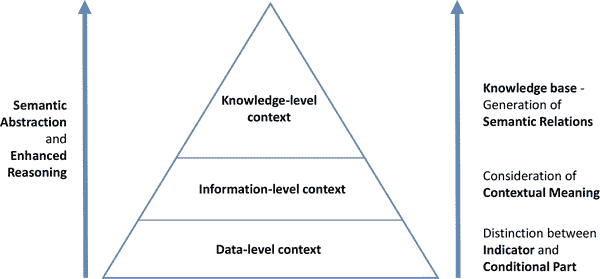 Semantic
Abstraction
and
Enhanced
Reasoning
Knowledge-level
context
Information-level context
Data-level context
Knowledge base -
Generation of
Semantic Relations
Consideration of
Contextual Meaning
Distinction between
Indicator and
Conditional Part